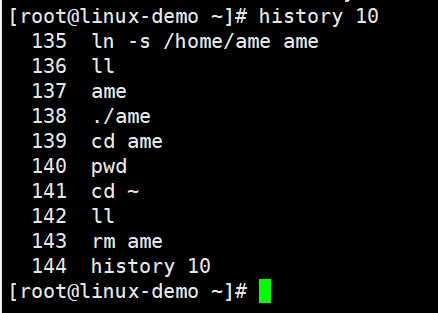 [root@linux-demo ~]# history 10
135 ln -s /home/ame ame
136 ll
137 ame
138 ./ame
139 cd ame
140 pwd
141 cd ~
142 ll
143 rm ame
144 history 10
[root@linux-demo ~]#